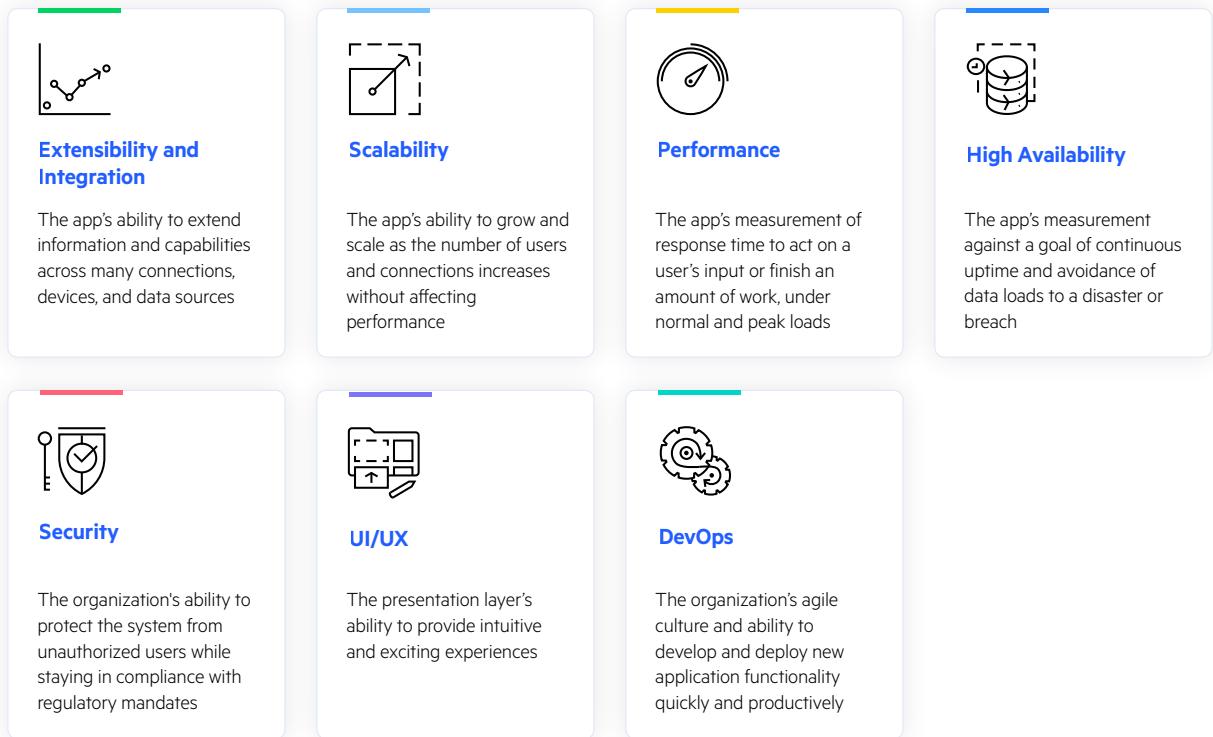 Extensibility and
Integration
The app’s ability to extend
information and capabilities
across many connections,
devices, and data sources
Scalability
The app’s ability to grow and
scale as the number of users
and connections increases
without affecting
performance
Performance
The app’s measurement of
response time to act on a
user’s input or finish an
amount of work, under
normal and peak loads
High Availability
The app’s measurement
against a goal of continuous
uptime and avoidance of
data loads to a disaster or
breach
Security
The organization's ability to
protect the system from
unauthorized users while
staying in compliance with
regulatory mandates
UI/UX
The presentation layer’s
ability to provide intuitive
and exciting experiences
DevOps
The organization’s agile
culture and ability to
develop and deploy new
application functionality
quickly and productively